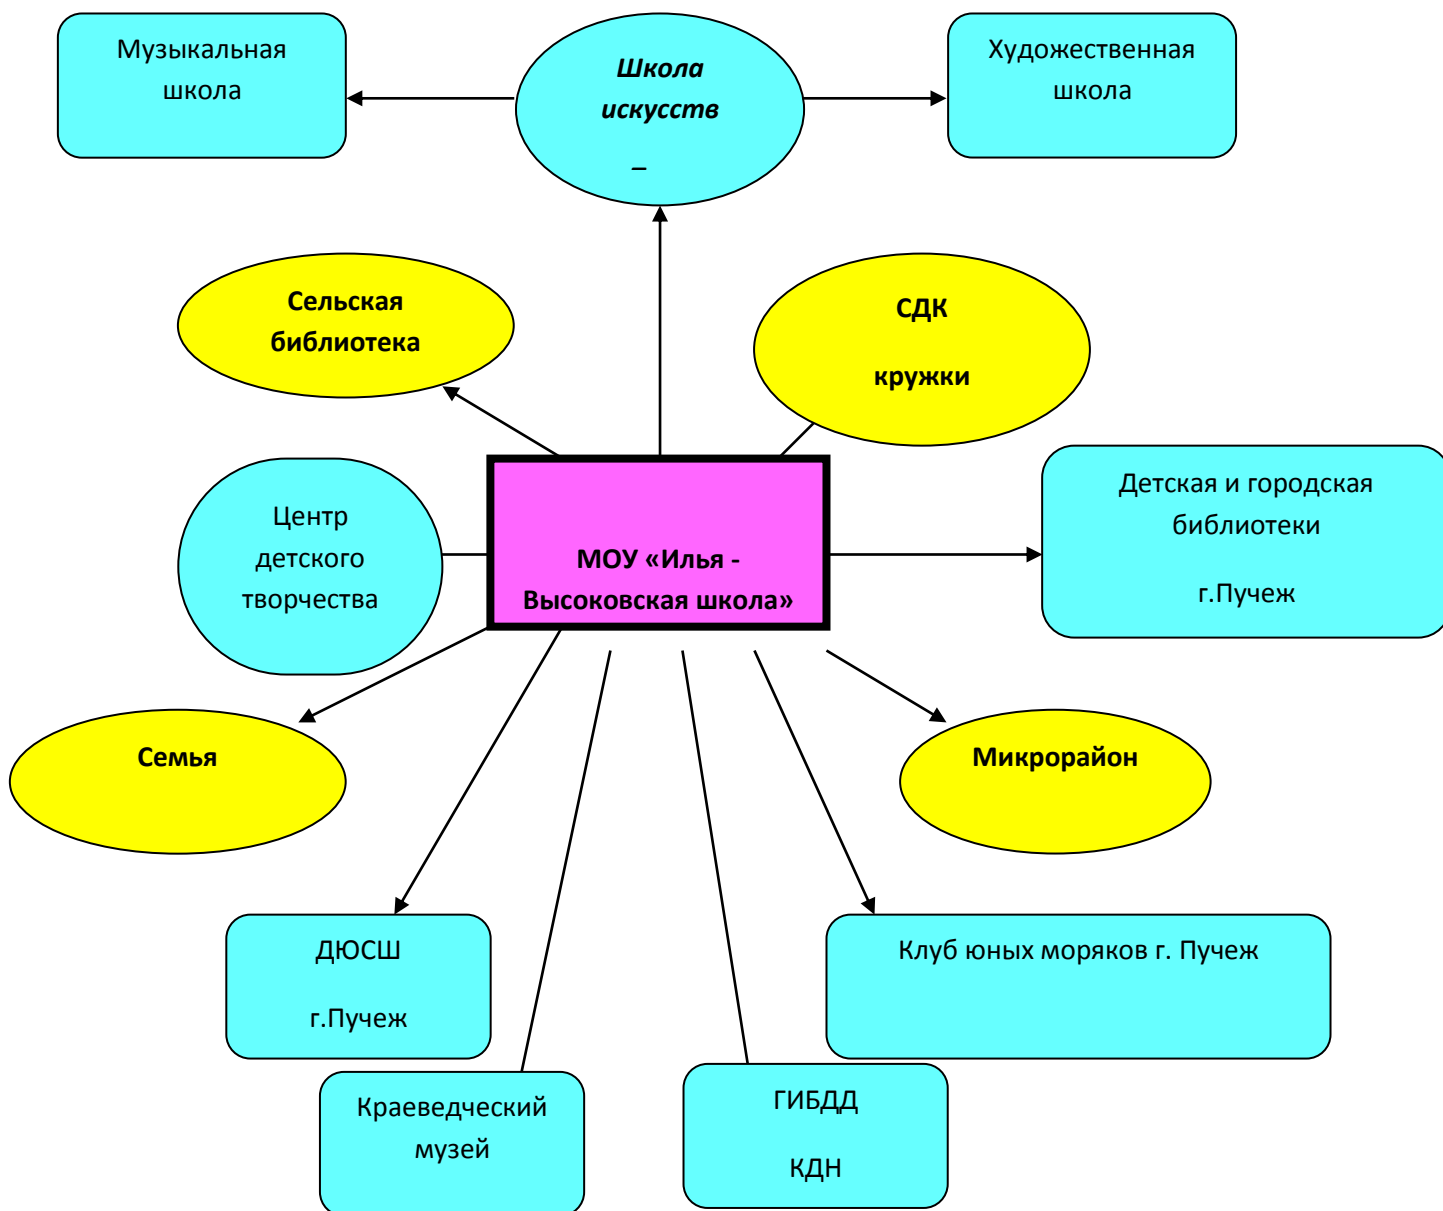 Музыкальная
школа
Школа
искусств
_
Художественная
школа
Сельская
библиотека
СДК
кружки
Центр
детского
творчества
МОУ «Илья -
Высоковская школа»
Детская и городская
библиотеки
г.Пучеж
Семья
Микрорайон
ДЮСШ
г.Пучеж
Клуб юных моряков г. Пучеж
Краеведческий
музей
ГИБДД
КДН